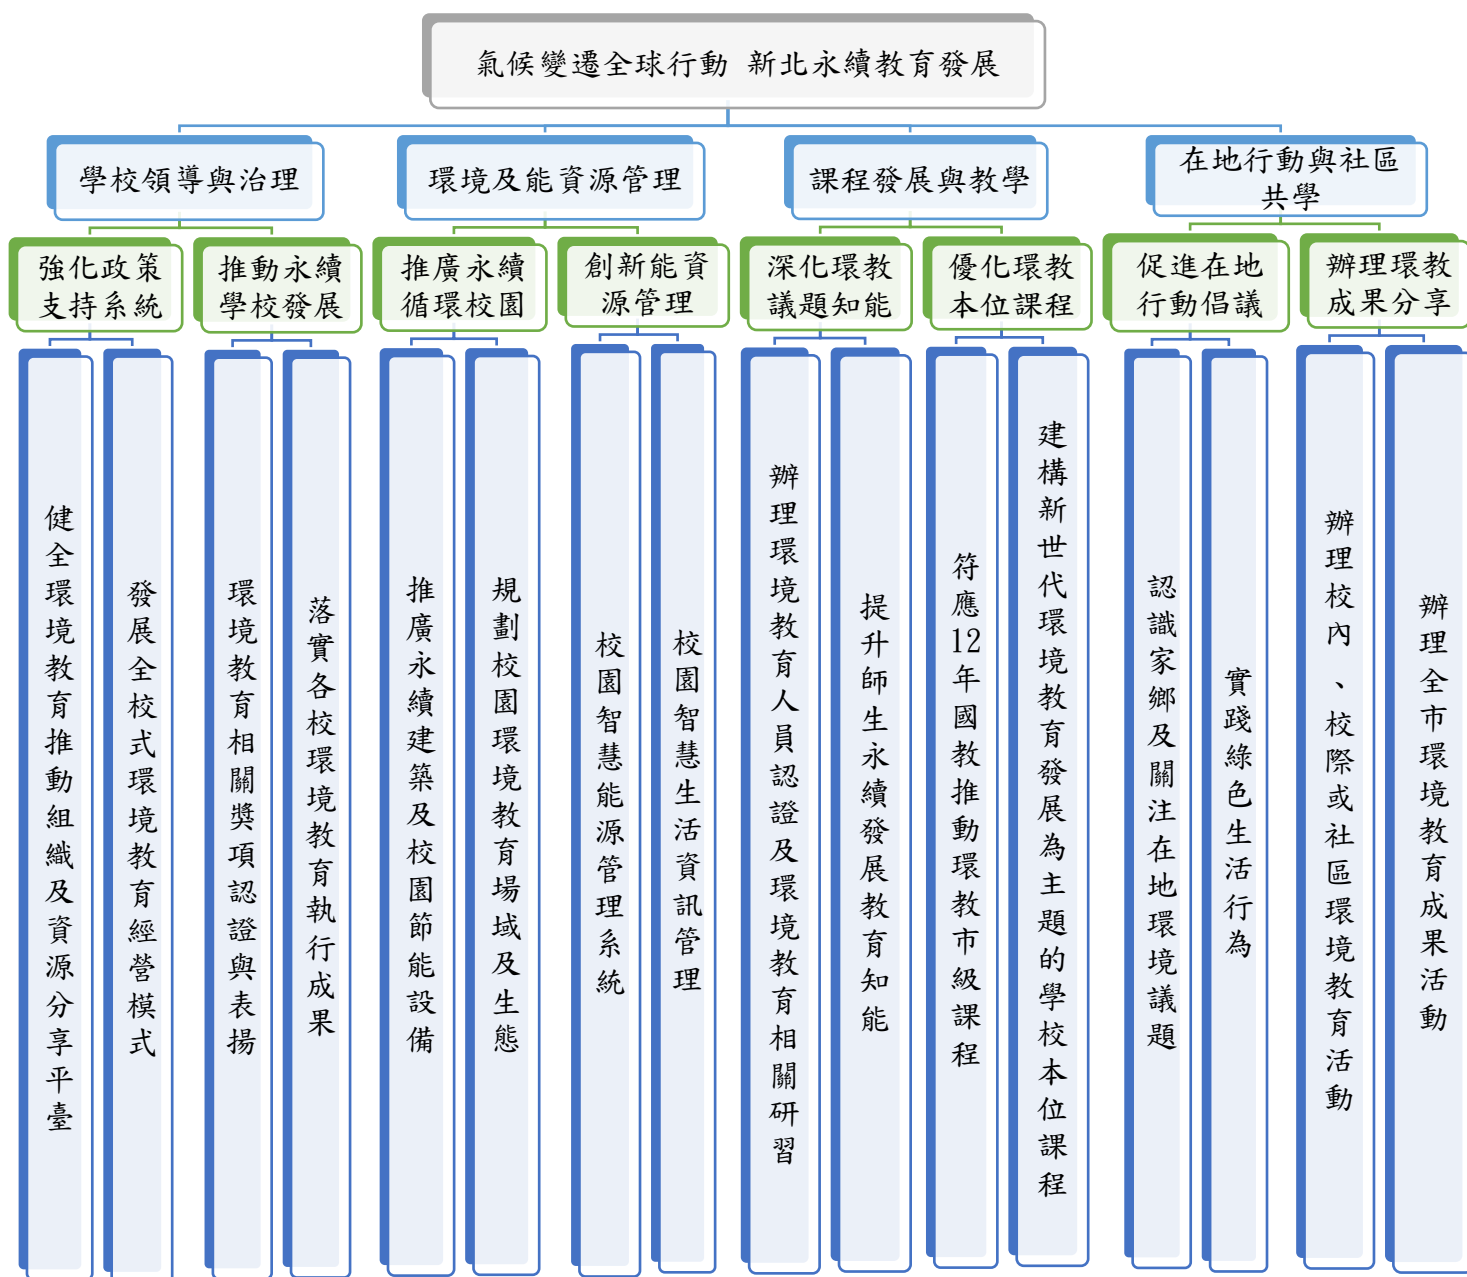 氣候變遷全球行動 新北永續教育發展
學校領導與治理
環境及能資源管理
課程發展與教學
在地行動與社區
共學
強化政策
支持系統
推動永續
學校發展
推廣永續
循環校園
創新能資
源管理
深化環教
議題知能
優化環教
本位課程
促進在地
行動倡議
辦理環教
成果分享
健全環境教育推動組織及資源分享平臺
發展全校式環境教育經營模式
環境教育相關獎項認證與表揚
落實各校環境教育執行成果
推廣永續建築及校園節能設備
規劃校園環境教育場域及生態
校園智慧能源管理系統
校園智慧生活資訊管理
辦理環境教育人員認證及環境教育相關研習
提升師生永續發展教育知能
符應12年國教推動環教市級課程
建構新世代環境教育發展為主題的學校本位課程
認識家鄉及關注在地環境議題
實踐綠色生活行為
辦理校內、校際或社區環境教育活動
辦理全市環境教育成果活動